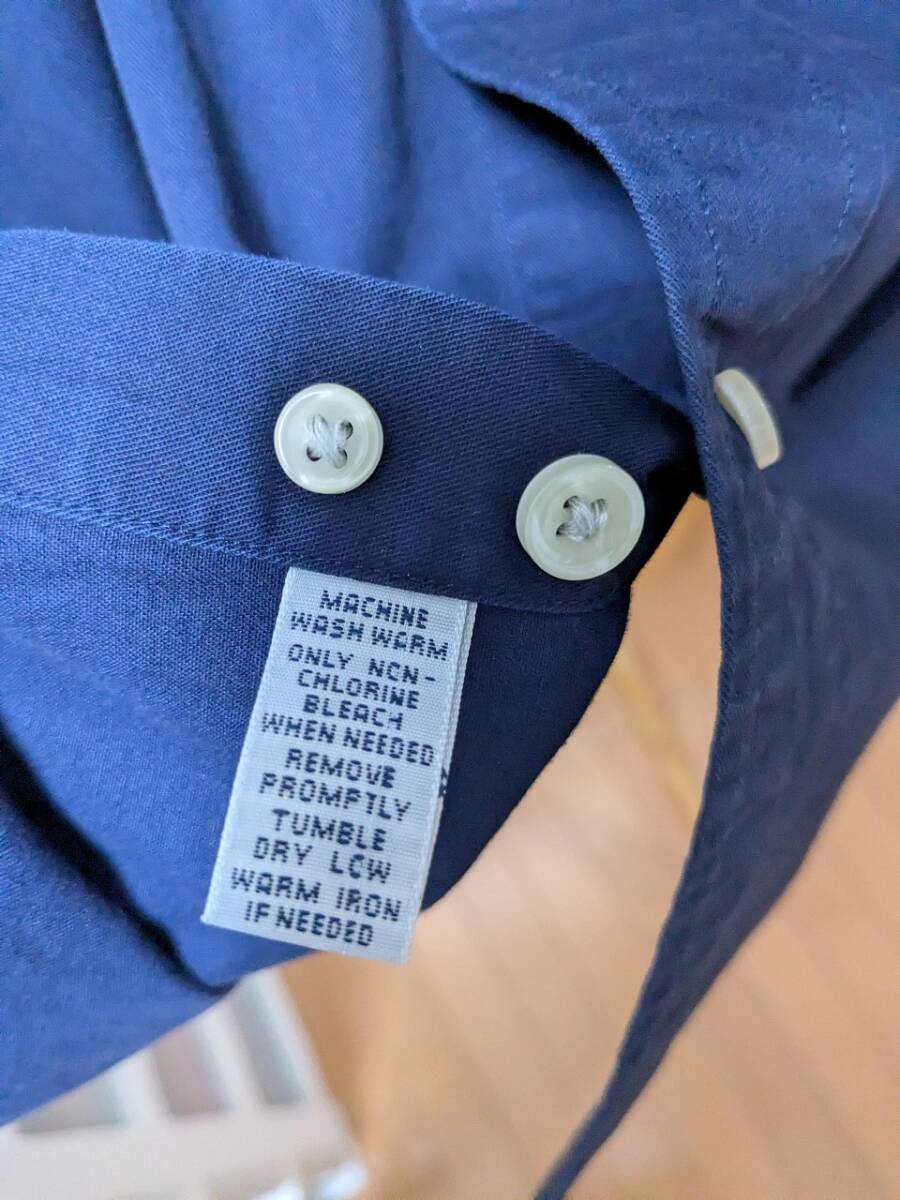 MACHINE
WASH WARM
ONLY NON-
CHLORINE
BLEACH
WHEN NEEDED
REMOVE
PROMPTLY
TUMBLE
DRY LOW
WARM IRON
IF NEEDED